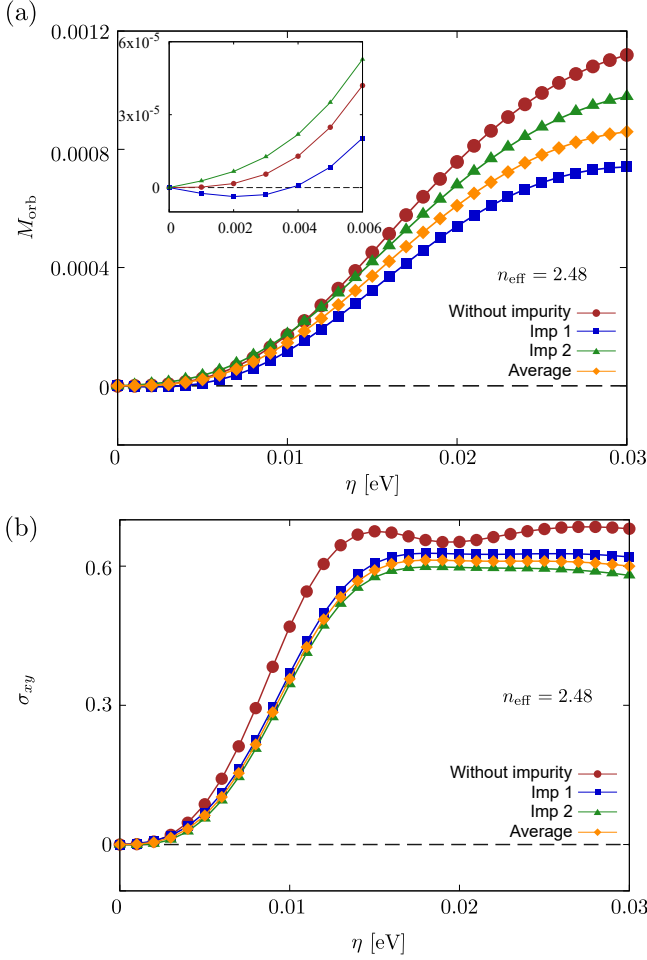 (a)
0.0012
0.0008
0.0004
0
M_orb
6x10^-5
3x10^-5
0
0 0.002 0.004 0.006
n_eff = 2.48
Without impurity
Imp 1
Imp 2
Average
0 0.01 0.02 0.03
η [eV]
(b)
0.6
0.3
0
σ_xy
n_eff = 2.48
Without impurity
Imp 1
Imp 2
Average
0 0.01 0.02 0.03
η [eV]